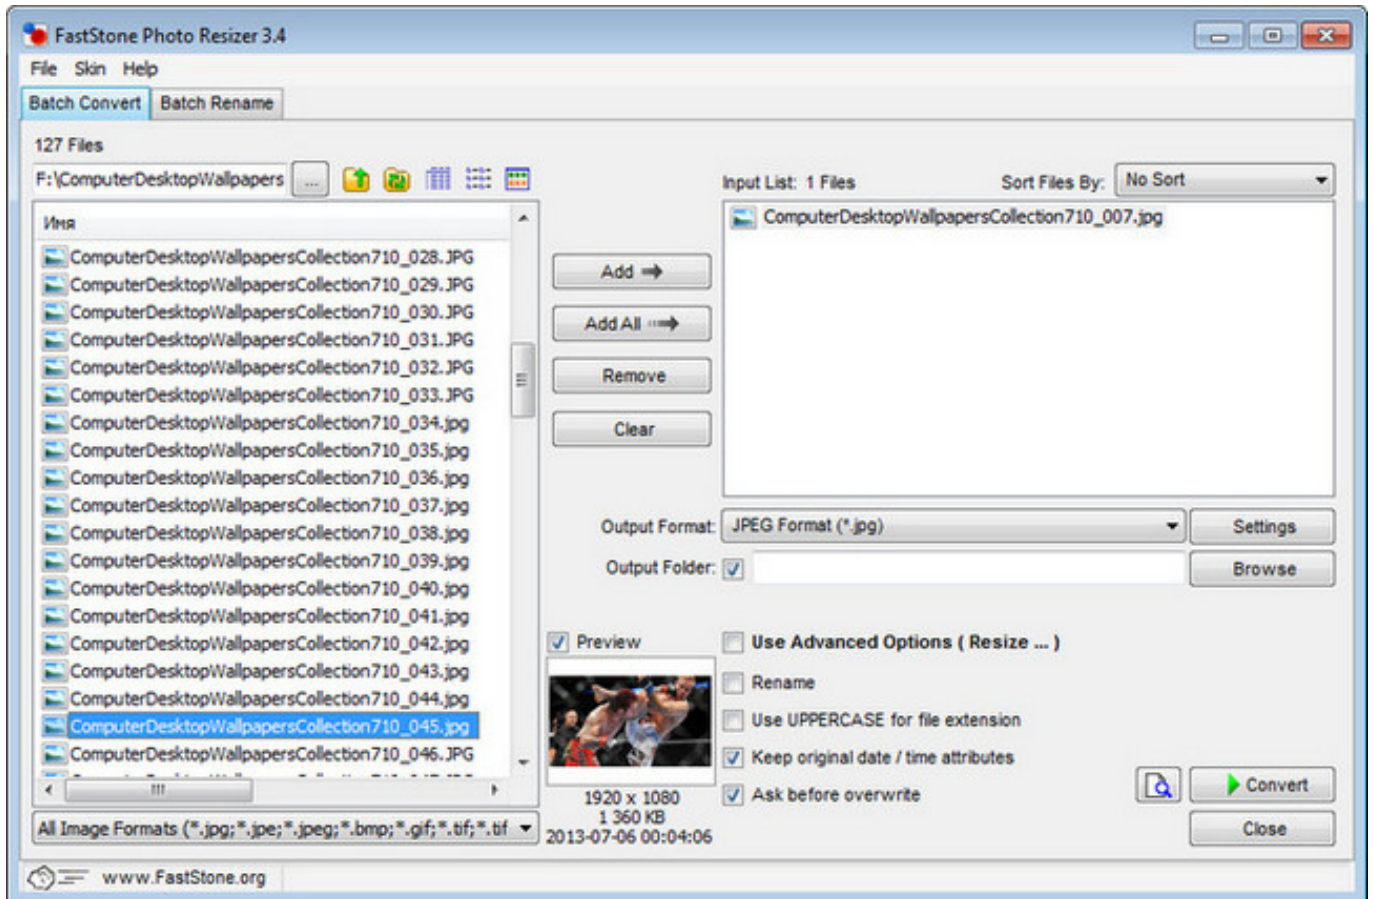 FastStone Photo Resizer 3.4
File Skin Help
Batch Convert Batch Rename
127 Files
F:\ComputerDesktopWallpapers ...
Input List: 1 Files Sort Files By: No Sort
Имя
ComputerDesktopWallpapersCollection710_028.JPG
ComputerDesktopWallpapersCollection710_029.JPG
ComputerDesktopWallpapersCollection710_030.JPG
ComputerDesktopWallpapersCollection710_031.JPG
ComputerDesktopWallpapersCollection710_032.JPG
ComputerDesktopWallpapersCollection710_033.JPG
ComputerDesktopWallpapersCollection710_034.jpg
ComputerDesktopWallpapersCollection710_035.jpg
ComputerDesktopWallpapersCollection710_036.jpg
ComputerDesktopWallpapersCollection710_037.jpg
ComputerDesktopWallpapersCollection710_038.jpg
ComputerDesktopWallpapersCollection710_039.jpg
ComputerDesktopWallpapersCollection710_040.jpg
ComputerDesktopWallpapersCollection710_041.jpg
ComputerDesktopWallpapersCollection710_042.jpg
ComputerDesktopWallpapersCollection710_043.jpg
ComputerDesktopWallpapersCollection710_044.jpg
ComputerDesktopWallpapersCollection710_045.jpg
ComputerDesktopWallpapersCollection710_046.JPG
All Image Formats (*.jpg;*.jpe;*.jpeg;*.bmp;*.gif;*.tif;*.tif
Add
Add All
Remove
Clear
ComputerDesktopWallpapersCollection710_007.jpg
Output Format: JPEG Format (*.jpg) Settings
Output Folder: Browse
Preview
1920 x 1080
1 360 KB
2013-07-06 00:04:06
Use Advanced Options ( Resize ... )
Rename
Use UPPERCASE for file extension
Keep original date / time attributes
Ask before overwrite
Convert
Close
www.FastStone.org